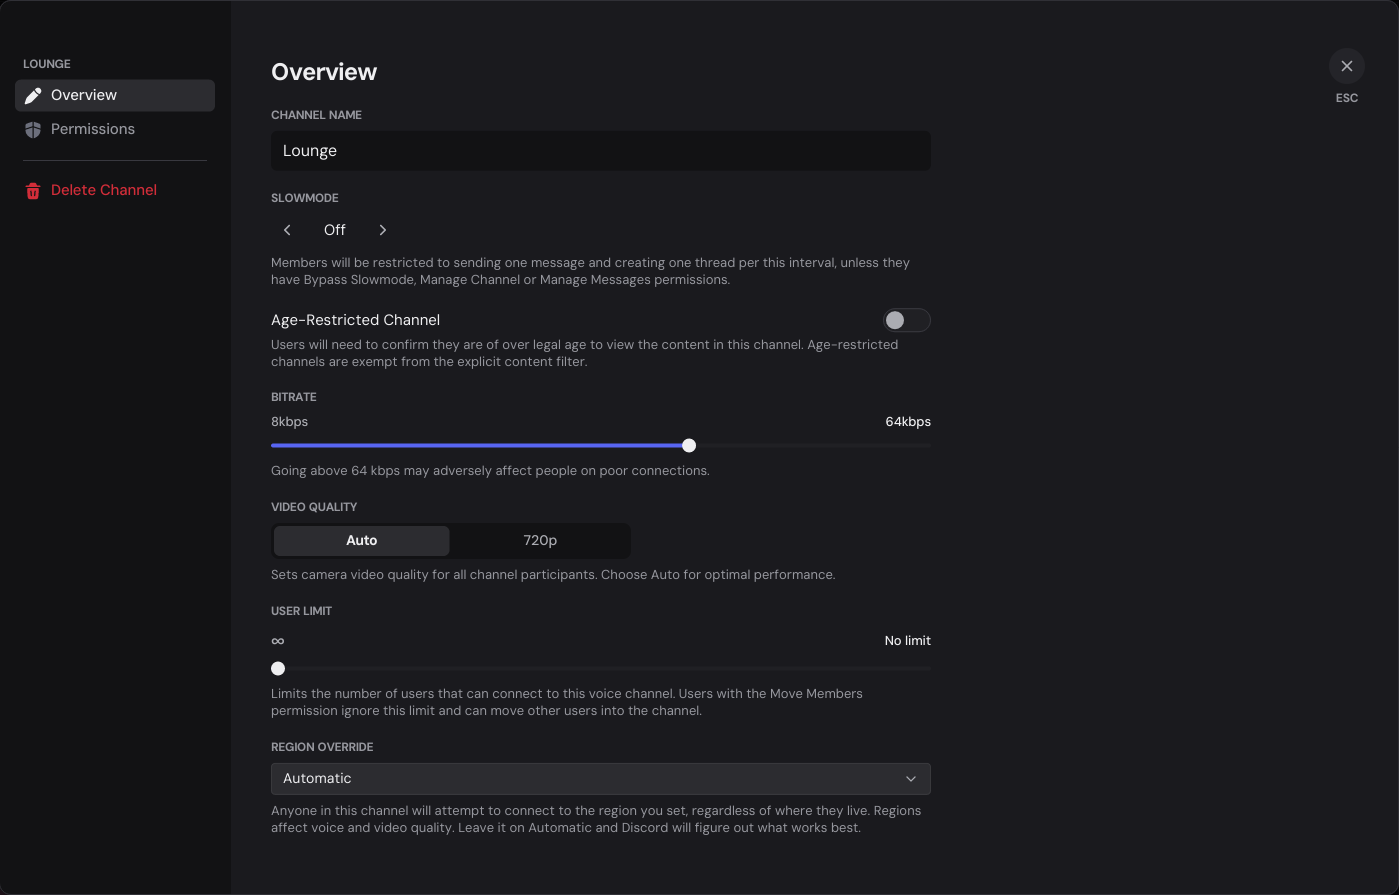 LOUNGE
Overview
Permissions
Delete Channel
Overview
ESC
CHANNEL NAME
Lounge
SLOWMODE
Off
Members will be restricted to sending one message and creating one thread per this interval, unless they
have Bypass Slowmode, Manage Channel or Manage Messages permissions.
Age-Restricted Channel
Users will need to confirm they are of over legal age to view the content in this channel. Age-restricted
channels are exempt from the explicit content filter.
BITRATE
8kbps 64kbps
Going above 64 kbps may adversely affect people on poor connections.
VIDEO QUALITY
Auto 720p
Sets camera video quality for all channel participants. Choose Auto for optimal performance.
USER LIMIT
∞ No limit
Limits the number of users that can connect to this voice channel. Users with the Move Members
permission ignore this limit and can move other users into the channel.
REGION OVERRIDE
Automatic
Anyone in this channel will attempt to connect to the region you set, regardless of where they live. Regions
affect voice and video quality. Leave it on Automatic and Discord will figure out what works best.